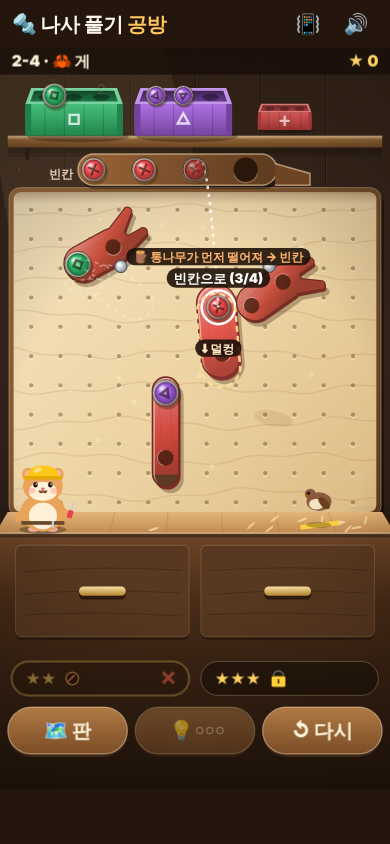 나사 풀기 공방
2-4 · 게
★ 0
빈칸
통나무가 먼저 떨어져 → 빈칸
빈칸으로 (3/4)
⬇덜컹
★★
★★★
판
다시